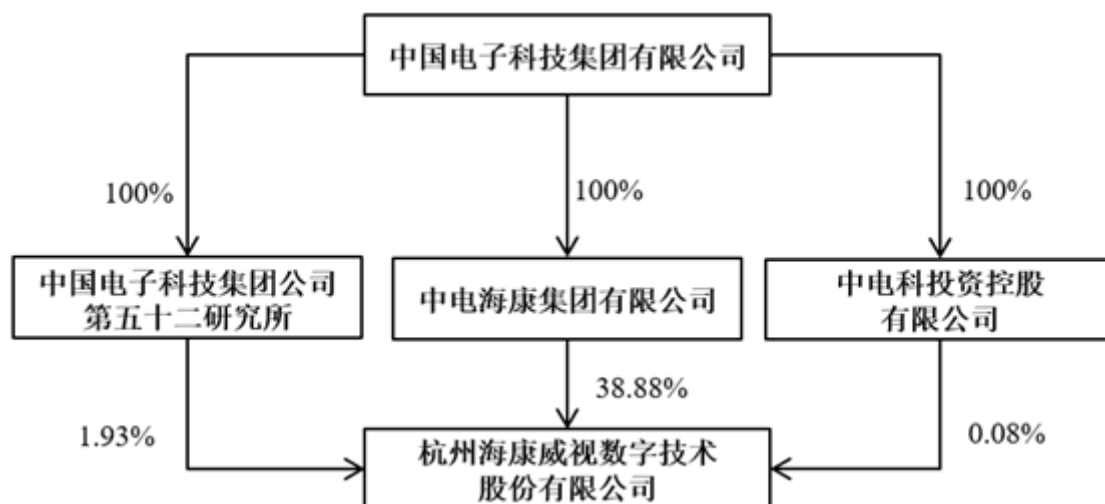 中国电子科技集团有限公司
100%
100%
100%
中国电子科技集团公司
第五十二研究所
中电海康集团有限公司
中电科投资控股
有限公司
1.93%
38.88%
0.08%
杭州海康威视数字技术
股份有限公司